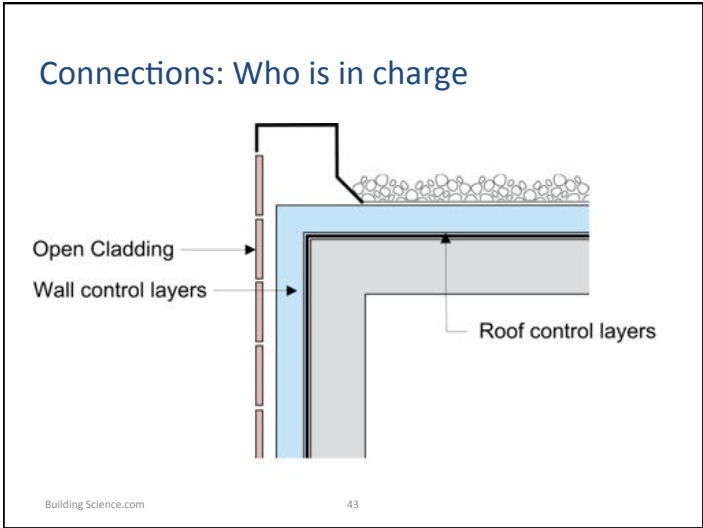 Connections: Who is in charge
Open Cladding
Wall control layers
Roof control layers
Building Science.com
43